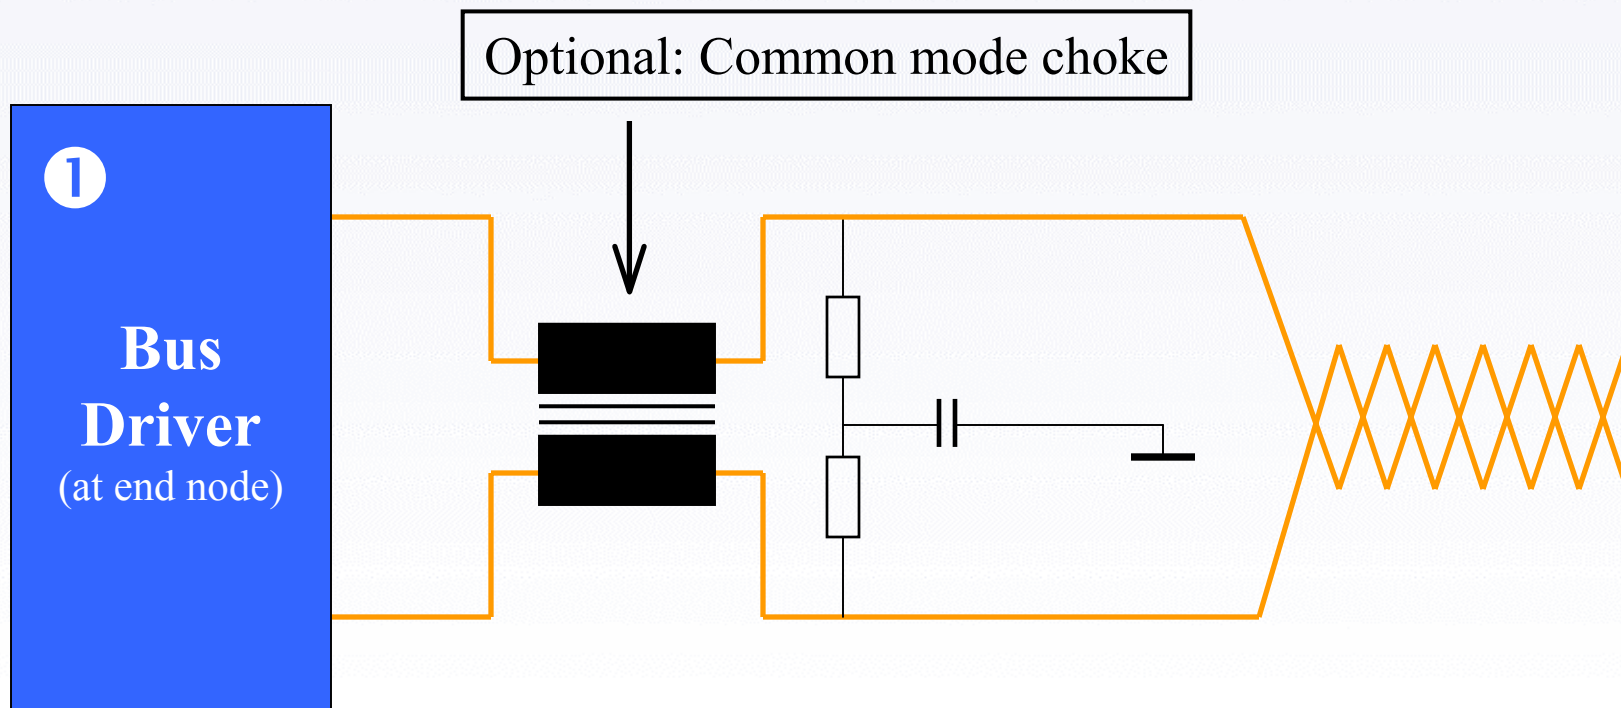 Optional: Common mode choke
❶
Bus
Driver
(at end node)